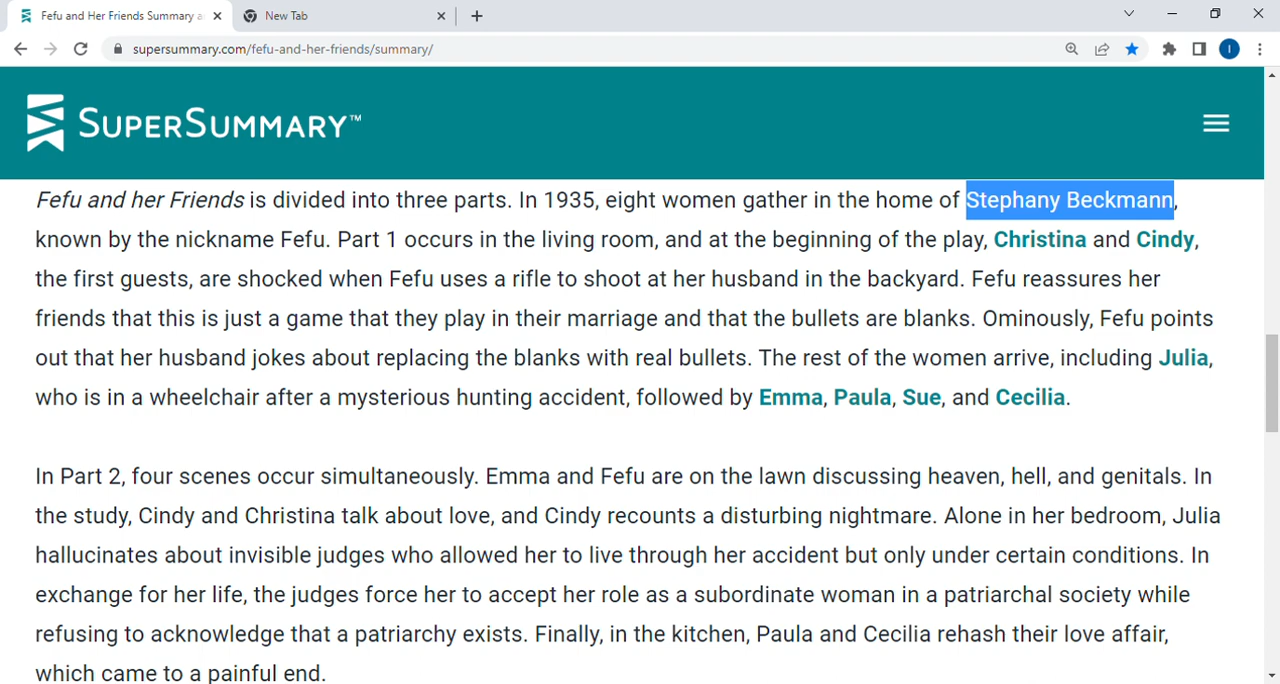 Fefu and Her Friends Summary a
New Tab
supersummary.com/fefu-and-her-friends/summary/
I
SUPERSUMMARY™
Fefu and her Friends is divided into three parts. In 1935, eight women gather in the home of Stephany Beckmann,
known by the nickname Fefu. Part 1 occurs in the living room, and at the beginning of the play, Christina and Cindy,
the first guests, are shocked when Fefu uses a rifle to shoot at her husband in the backyard. Fefu reassures her
friends that this is just a game that they play in their marriage and that the bullets are blanks. Ominously, Fefu points
out that her husband jokes about replacing the blanks with real bullets. The rest of the women arrive, including Julia,
who is in a wheelchair after a mysterious hunting accident, followed by Emma, Paula, Sue, and Cecilia.
In Part 2, four scenes occur simultaneously. Emma and Fefu are on the lawn discussing heaven, hell, and genitals. In
the study, Cindy and Christina talk about love, and Cindy recounts a disturbing nightmare. Alone in her bedroom, Julia
hallucinates about invisible judges who allowed her to live through her accident but only under certain conditions. In
exchange for her life, the judges force her to accept her role as a subordinate woman in a patriarchal society while
refusing to acknowledge that a patriarchy exists. Finally, in the kitchen, Paula and Cecilia rehash their love affair,
which came to a painful end.